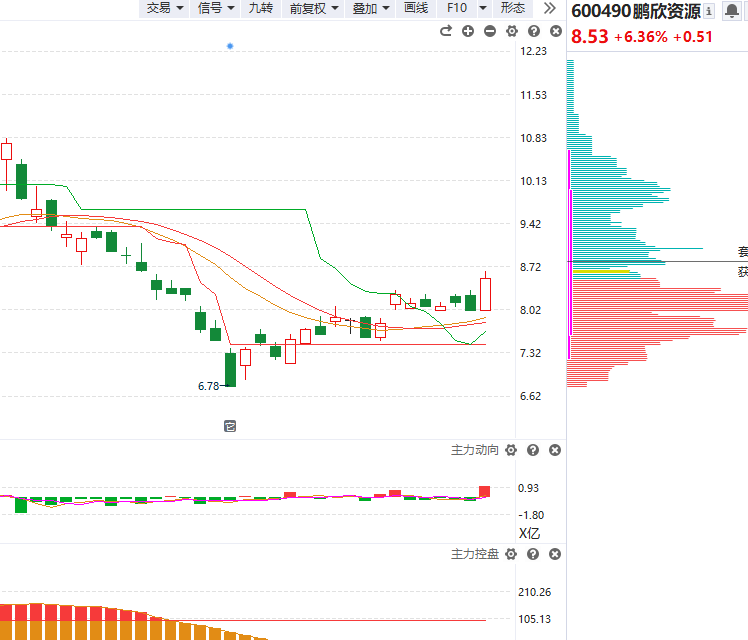 交易 信号 九转 前复权 叠加 画线 F10 形态
600490鹏欣资源
8.53 +6.36% +0.51
12.23
11.53
10.83
10.13
9.42
8.72
8.02
7.32
6.78
6.62
套
获
主力动向
0.93
-1.80
X亿
主力控盘
210.26
105.13